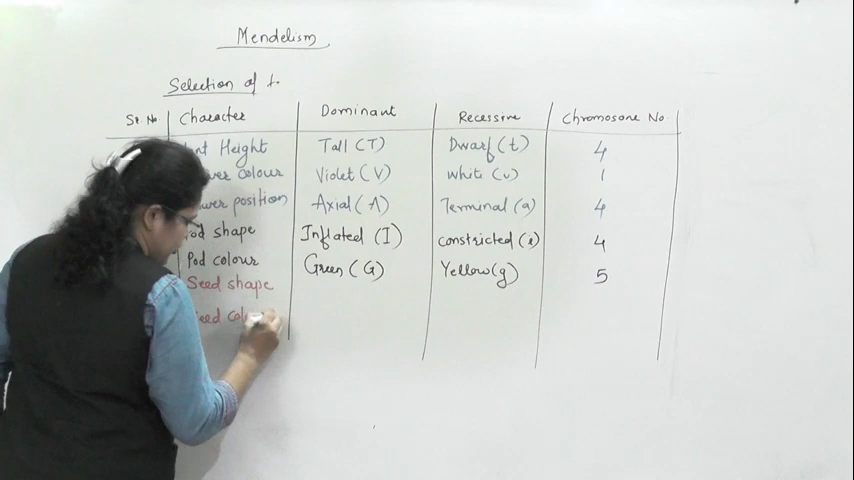 Mendelism
Selection of t
Sr No. Character Dominant Recessive Chromosome No.
Height Tall (T) Dwarf (t) 4
colour Violet (V) White (v) 1
position Axial (A) Terminal (a) 4
shape Inflated (I) constricted (i) 4
Pod colour Green (G) Yellow (g) 5
Seed shape